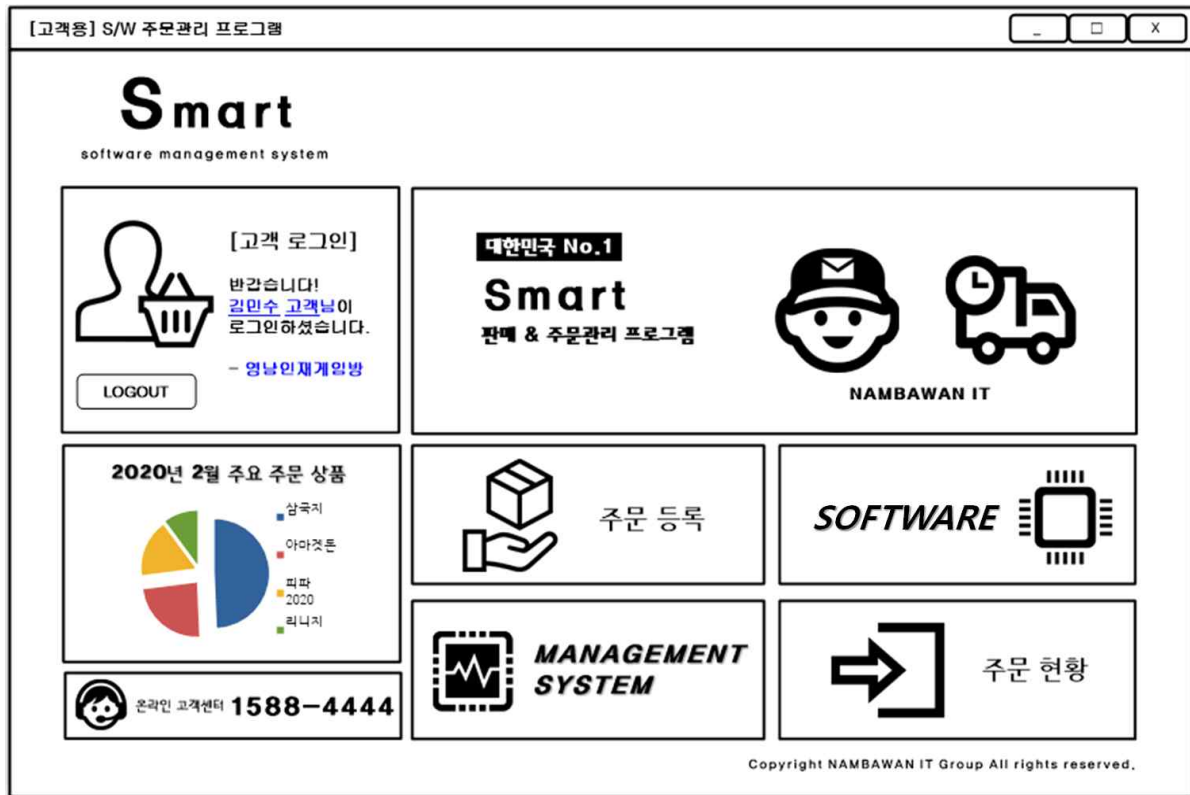 [고객용] S/W 주문관리 프로그램
_ □ X
Smart
software management system
[고객 로그인]
반갑습니다!
김민수 고객님이
로그인하셨습니다.
- 영남인재게임방
LOGOUT
대한민국 No.1
Smart
판매 & 주문관리 프로그램
NAMBAWAN IT
2020년 2월 주요 주문 상품
삼국지
아마겟돈
피파
2020
리니지
주문 등록
SOFTWARE
온라인 고객센터 1588-4444
MANAGEMENT
SYSTEM
주문 현황
Copyright NAMBAWAN IT Group All rights reserved.